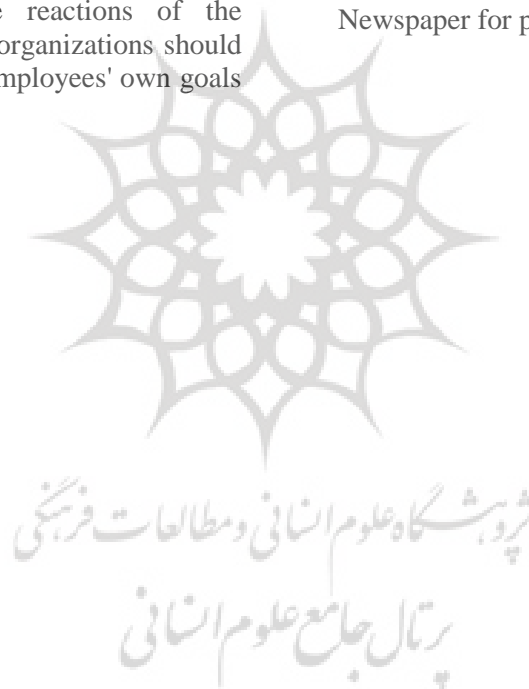 e reactions of the
organizations should
mployees' own goals
Newspaper for p
پژوهشگاه علوم انسانی و مطالعات فرهنگی
پرتال جامع علوم انسانی